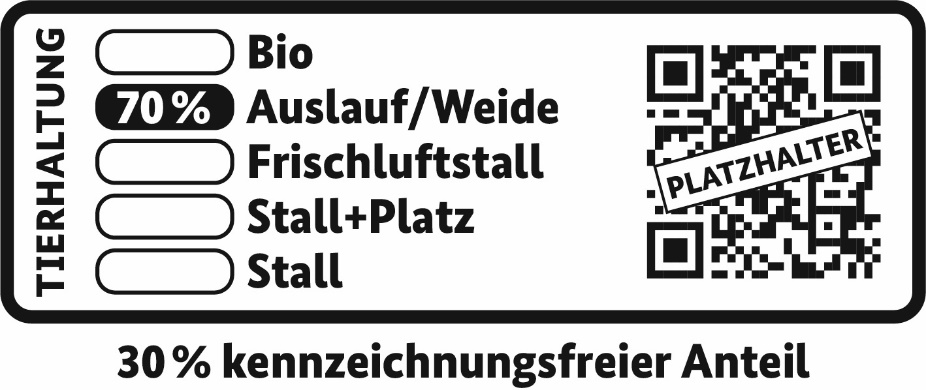 TIERHALTUNG
Bio
70 % Auslauf/Weide
Frischluftstall
Stall+Platz
Stall
PLATZHALTER
30 % kennzeichnungsfreier Anteil